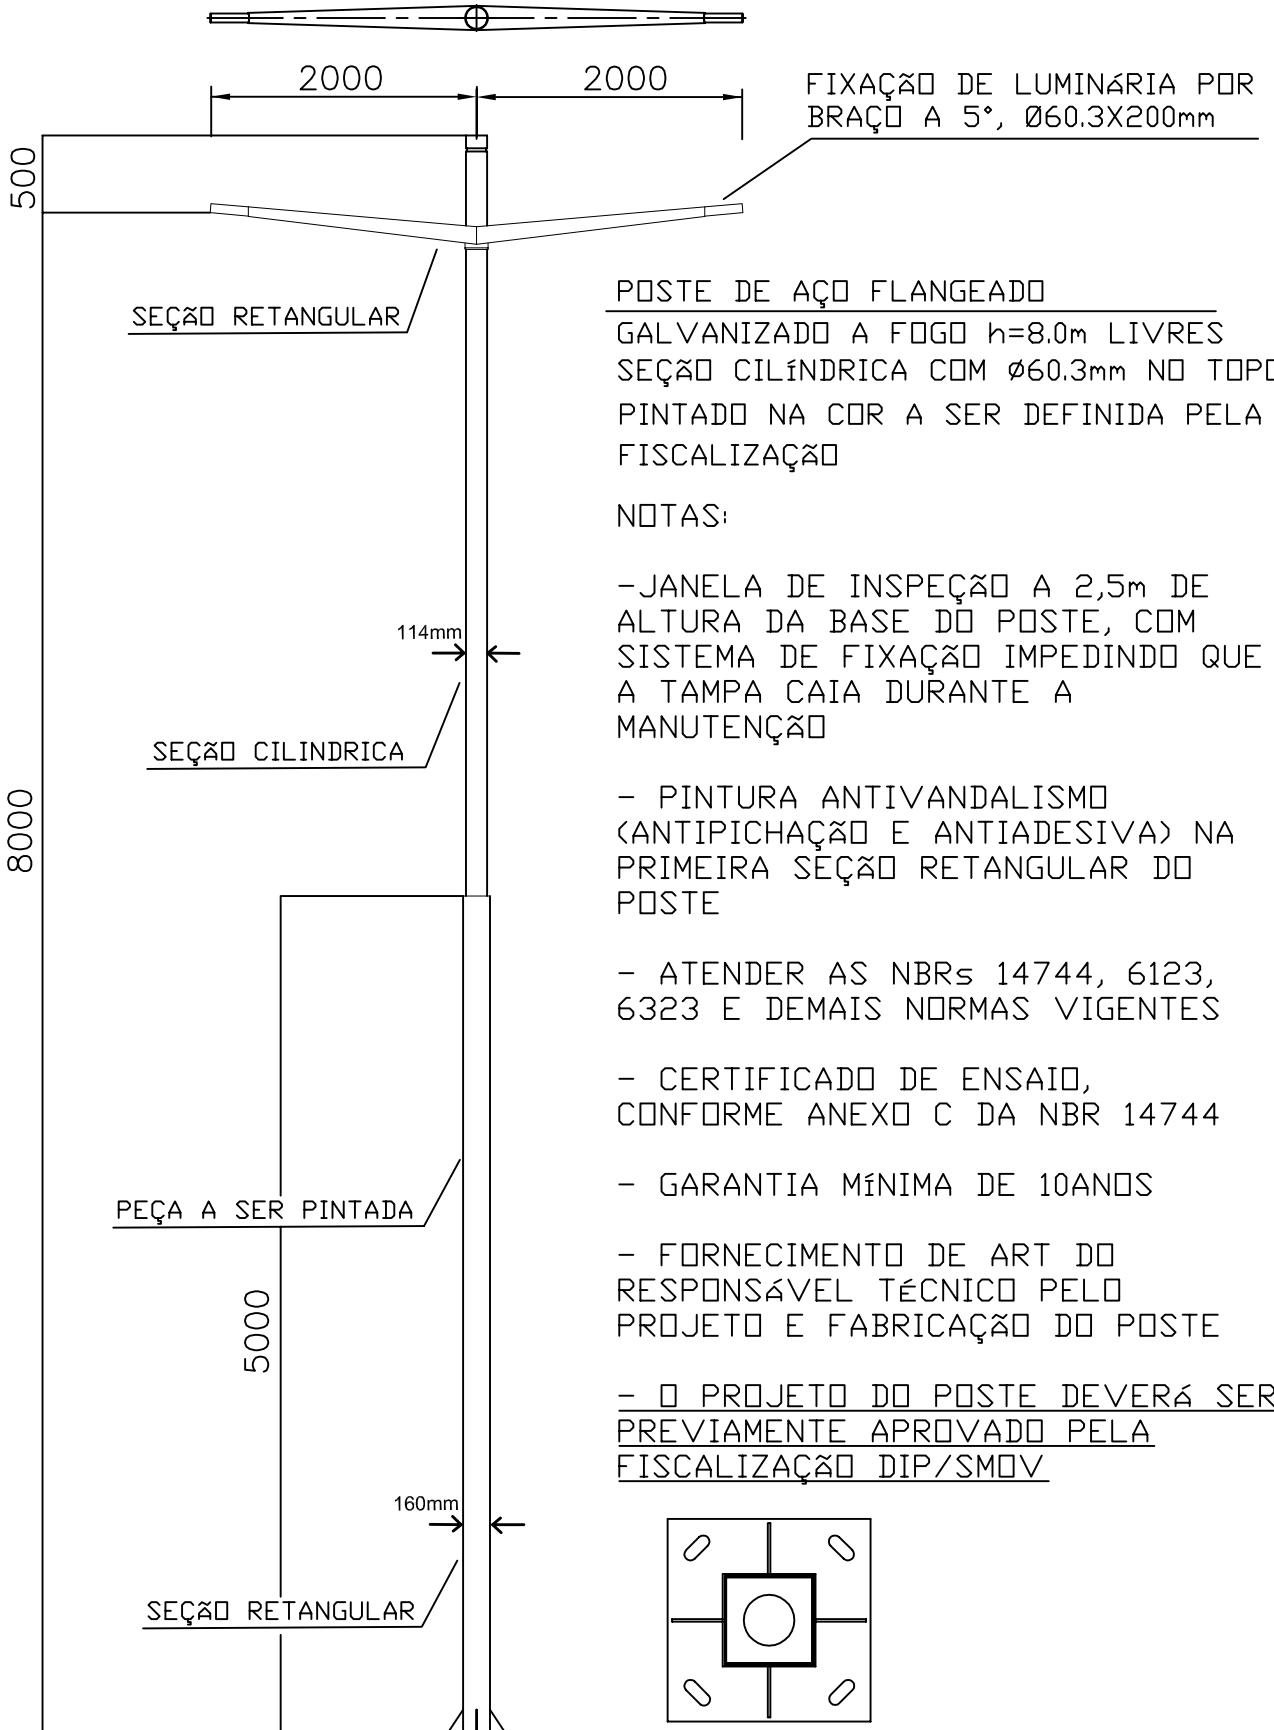 2000
2000
FIXAÇÃO DE LUMINáRIA POR
BRAÇO A 5°, Ø60.3X200mm
500
SEÇÃO RETANGULAR
POSTE DE AÇO FLANGEADO
GALVANIZADO A FOGO h=8.0m LIVRES
SEÇÃO CILíNDRICA COM Ø60.3mm NO TOPO
PINTADO NA COR A SER DEFINIDA PELA
FISCALIZAÇÃO
NOTAS:
-JANELA DE INSPEÇÃO A 2,5m DE
ALTURA DA BASE DO POSTE, COM
SISTEMA DE FIXAÇÃO IMPEDINDO QUE
A TAMPA CAIA DURANTE A
MANUTENÇÃO
114mm
SEÇÃO CILINDRICA
8000
- PINTURA ANTIVANDALISMO
(ANTIPICHAÇÃO E ANTIADESIVA) NA
PRIMEIRA SEÇÃO RETANGULAR DO
POSTE
- ATENDER AS NBRs 14744, 6123,
6323 E DEMAIS NORMAS VIGENTES
- CERTIFICADO DE ENSAIO,
CONFORME ANEXO C DA NBR 14744
- GARANTIA MíNIMA DE 10ANOS
PEÇA A SER PINTADA
- FORNECIMENTO DE ART DO
RESPONSáVEL TéCNICO PELO
PROJETO E FABRICAÇÃO DO POSTE
5000
- O PROJETO DO POSTE DEVERá SER
PREVIAMENTE APROVADO PELA
FISCALIZAÇÃO DIP/SMOV
160mm
SEÇÃO RETANGULAR